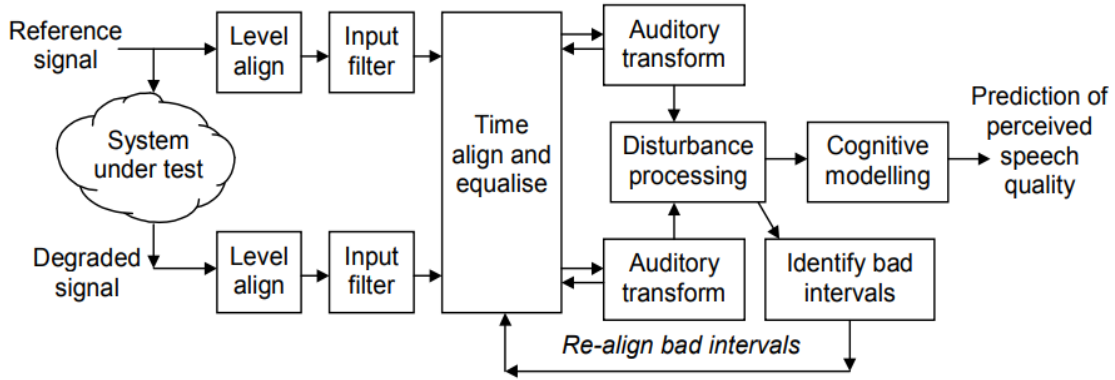 Reference
signal
Level
align
Input
filter
Time
align and
equalise
Auditory
transform
Disturbance
processing
Cognitive
modelling
Prediction of
perceived
speech
quality
System
under test
Degraded
signal
Level
align
Input
filter
Auditory
transform
Identify bad
intervals
Re-align bad intervals